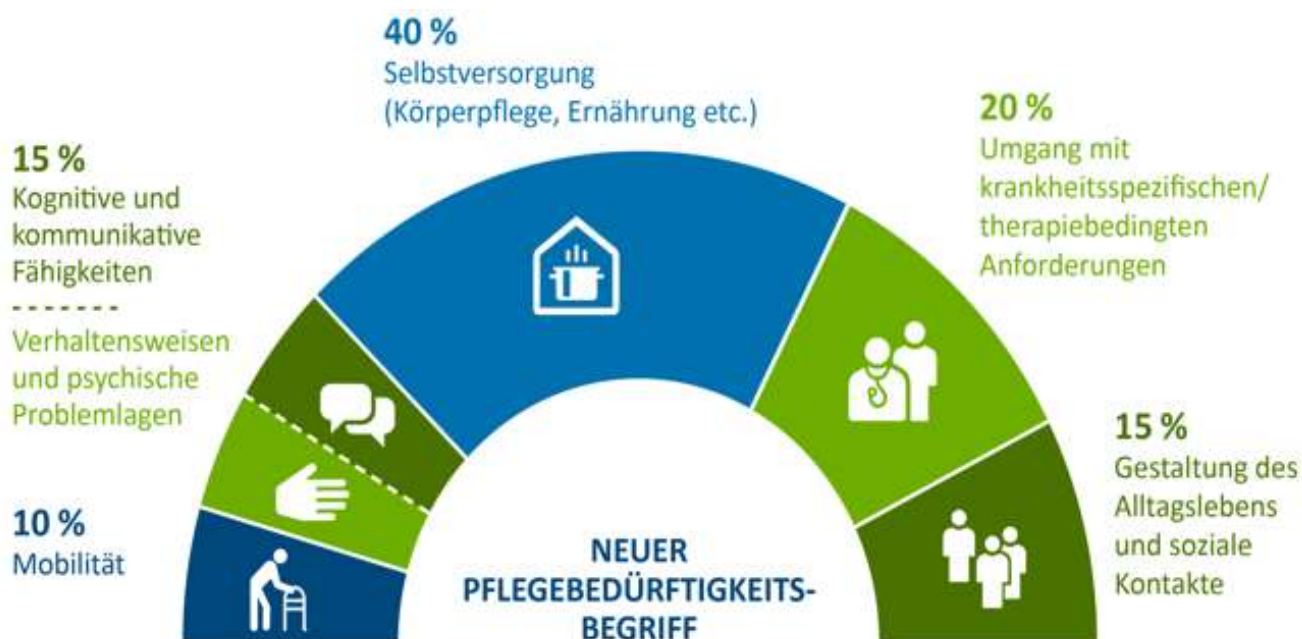 40 %
Selbstversorgung
(Körperpflege, Ernährung etc.)
20 %
Umgang mit
krankheitsspezifischen/
therapiebedingten
Anforderungen
15 %
Kognitive und
kommunikative
Fähigkeiten
Verhaltensweisen
und psychische
Problemlagen
10 %
Mobilität
15 %
Gestaltung des
Alltagslebens
und soziale
Kontakte
NEUER
PFLEGEBEDÜRFTIGKEITS-
BEGRIFF